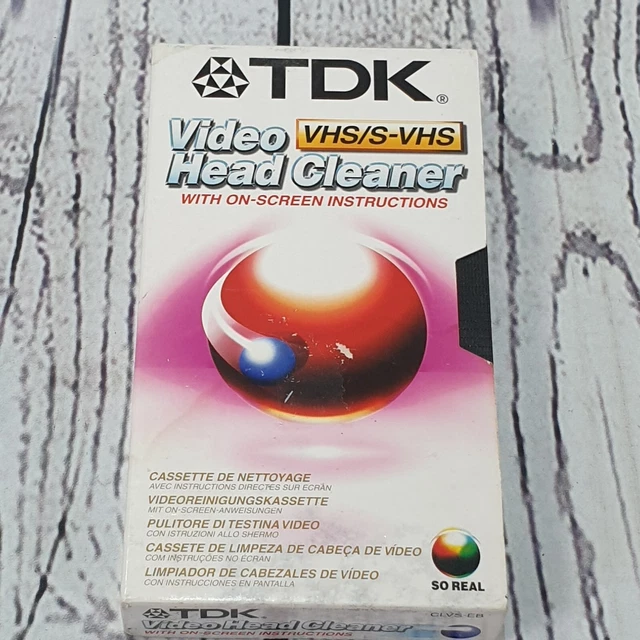 TDK®
Video VHS/S-VHS
Head Cleaner
WITH ON-SCREEN INSTRUCTIONS
CASSETTE DE NETTOYAGE
AVEC INSTRUCTIONS DIRECTES SUR ECRAN
VIDEOREINIGUNGSKASSETTE
MIT ON-SCREEN-ANWEISUNGEN
PULITORE DI TESTINA VIDEO
CON ISTRUZIONI ALLO SHERMO
CASSETE DE LIMPEZA DE CABEÇA DE VÍDEO
COM INSTRUÇÕES NO ECRAN
LIMPIADOR DE CABEZALES DE VÍDEO
CON INSTRUCCIONES EN PANTALLA
SO REAL
TDK
Video Head Cleaner
WITH ON-SCREEN INSTRUCTIONS